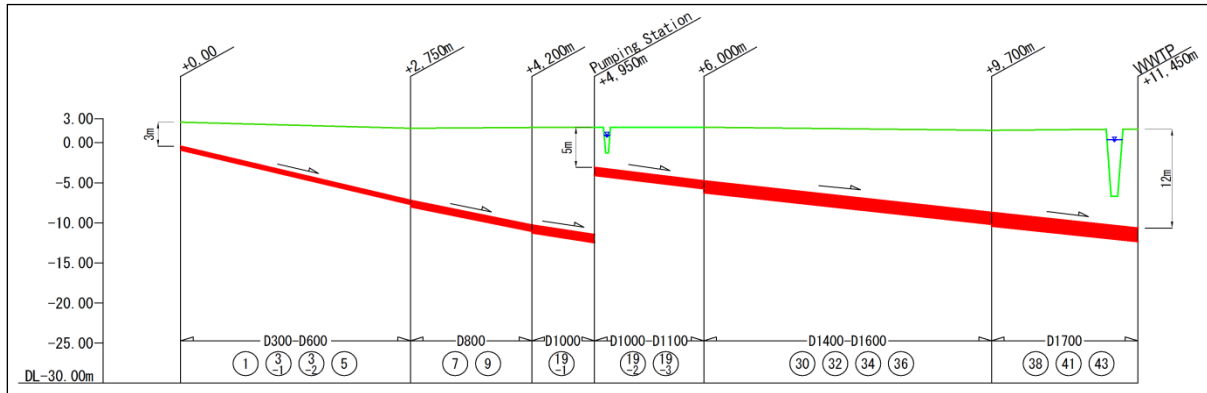 +0.00
+2,750m
+4,200m
Pumping Station
+4,950m
+6,000m
+9,700m
WWTP
+11,450m
3.00
0.00
-5.00
-10.00
-15.00
-20.00
-25.00
DL-30.00m
3m
5m
12m
D300-D600
D800
D1000
D1000-D1100
D1400-D1600
D1700
1
3
-1
3
-2
5
7
9
19
-1
19
-2
19
-3
30
32
34
36
38
41
43